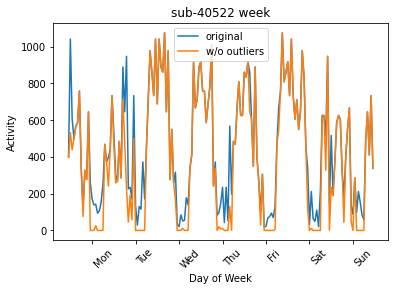 sub-40522 week
original
w/o outliers
Activity
1000
800
600
400
200
0
Mon
Tue
Wed
Thu
Fri
Sat
Sun
Day of Week